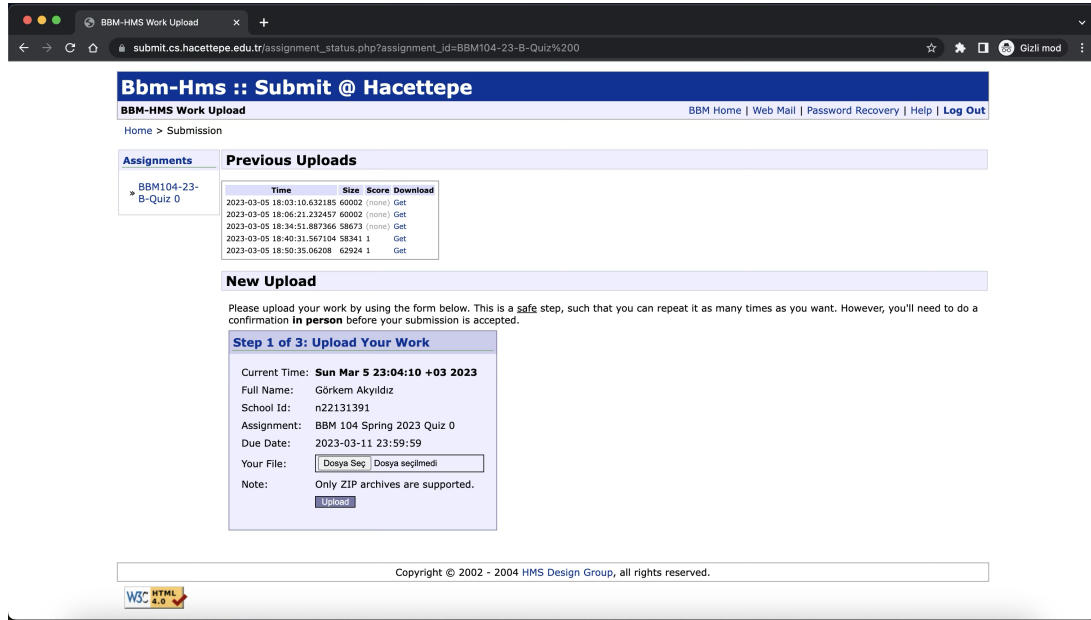 BBM-HMS Work Upload
submit.cs.hacettepe.edu.tr/assignment_status.php?assignment_id=BBM104-23-B-Quiz%200
Gizli mod
Bbm-Hms :: Submit @ Hacettepe
BBM-HMS Work Upload
BBM Home | Web Mail | Password Recovery | Help | Log Out
Home > Submission
Assignments
» BBM104-23-
B-Quiz 0
Previous Uploads
Time Size Score Download
2023-03-05 18:03:10.632185 60002 (none) Get
2023-03-05 18:06:21.232457 60002 (none) Get
2023-03-05 18:34:51.887366 58673 (none) Get
2023-03-05 18:40:31.567104 58341 1 Get
2023-03-05 18:50:35.06208 62924 1 Get
New Upload
Please upload your work by using the form below. This is a safe step, such that you can repeat it as many times as you want. However, you'll need to do a
confirmation in person before your submission is accepted.
Step 1 of 3: Upload Your Work
Current Time: Sun Mar 5 23:04:10 +03 2023
Full Name: Görkem Akyıldız
School Id: n22131391
Assignment: BBM 104 Spring 2023 Quiz 0
Due Date: 2023-03-11 23:59:59
Your File: Dosya Seç Dosya seçilmedi
Note: Only ZIP archives are supported.
Upload
Copyright © 2002 - 2004 HMS Design Group, all rights reserved.
W3C HTML 4.0